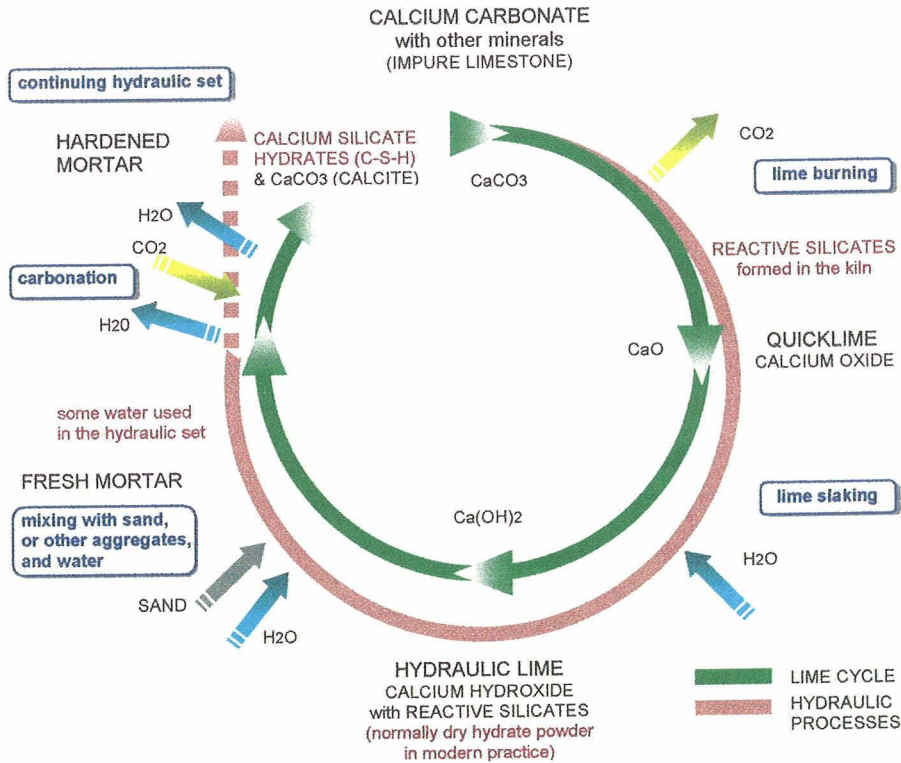 CALCIUM CARBONATE
with other minerals
(IMPURE LIMESTONE)
continuing hydraulic set
HARDENED
MORTAR
CALCIUM SILICATE
HYDRATES (C-S-H)
& CaCO3 (CALCITE)
CaCO3
CO2
lime burning
H2O
CO2
carbonation
H20
REACTIVE SILICATES
formed in the kiln
CaO
QUICKLIME
CALCIUM OXIDE
some water used
in the hydraulic set
FRESH MORTAR
mixing with sand,
or other aggregates,
and water
Ca(OH)2
lime slaking
H2O
SAND
H2O
HYDRAULIC LIME
CALCIUM HYDROXIDE
with REACTIVE SILICATES
(normally dry hydrate powder
in modern practice)
LIME CYCLE
HYDRAULIC
PROCESSES